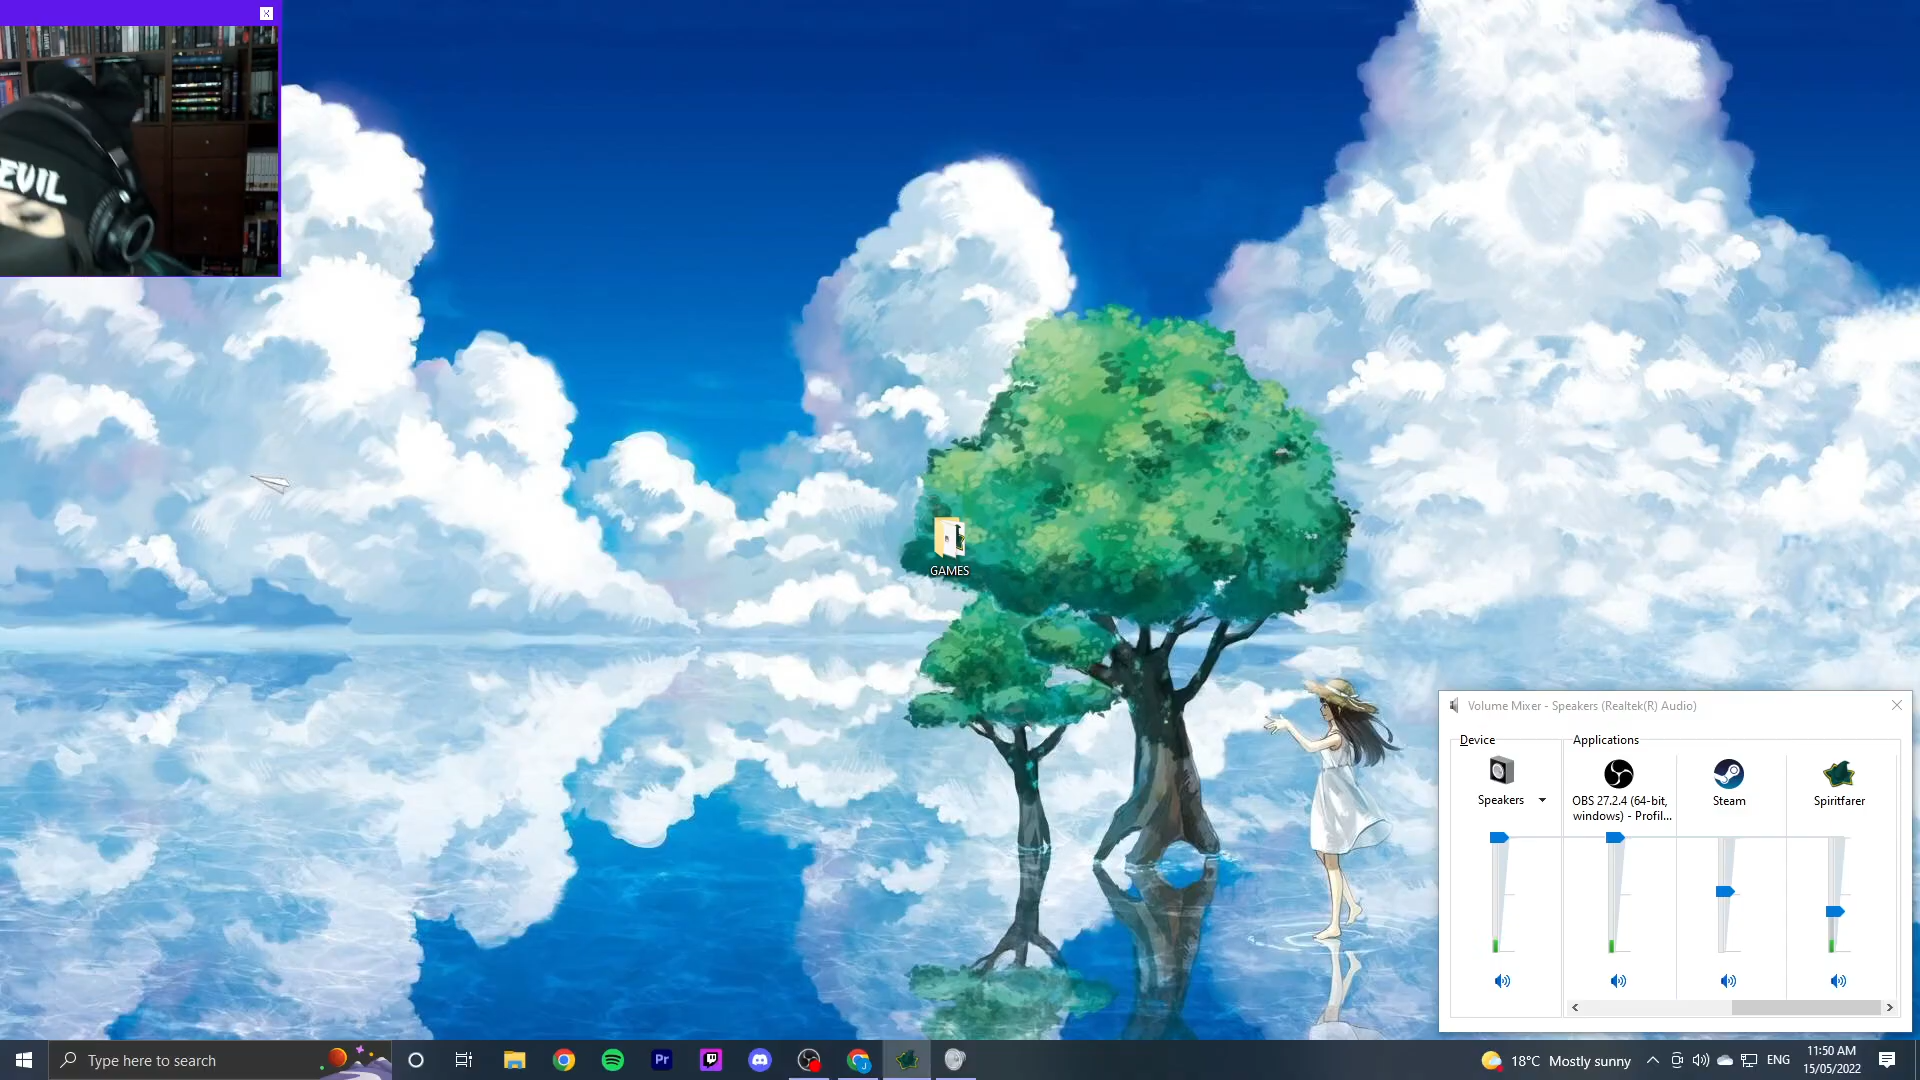 EVIL
GAMES
Volume Mixer - Speakers (Realtek(R) Audio)
Device
Applications
Speakers
OBS 27.2.4 (64-bit,
windows) - Profil...
Steam
Spiritfarer
Type here to search
Pr
18°C Mostly sunny
ENG
11:50 AM
15/05/2022